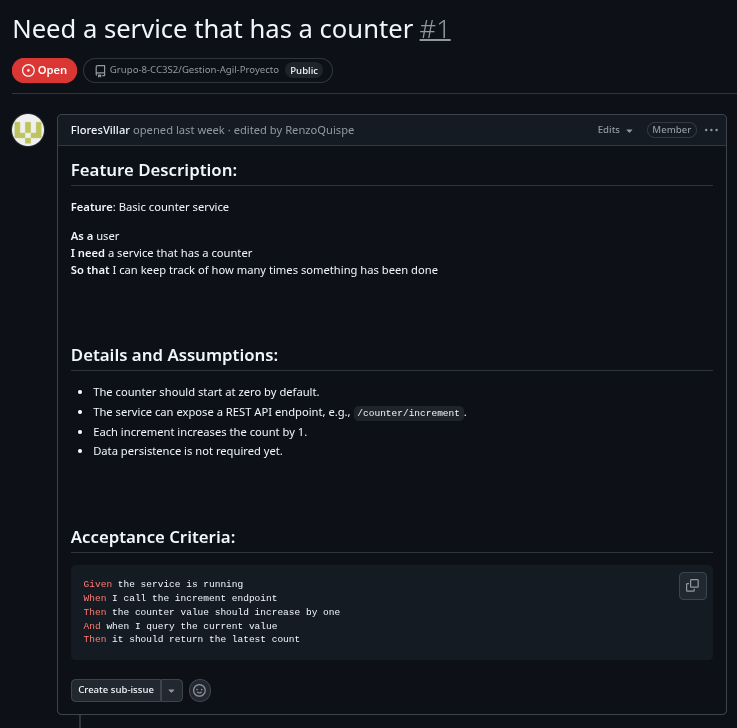 Need a service that has a counter #1
Open
Grupo-8-CC3S2/Gestion-Agil-Proyecto Public
FloresVillar opened last week · edited by RenzoQuispe
Edits
Member
Feature Description:
Feature: Basic counter service
As a user
I need a service that has a counter
So that I can keep track of how many times something has been done
Details and Assumptions:
The counter should start at zero by default.
The service can expose a REST API endpoint, e.g., /counter/increment.
Each increment increases the count by 1.
Data persistence is not required yet.
Acceptance Criteria:
Given the service is running
When I call the increment endpoint
Then the counter value should increase by one
And when I query the current value
Then it should return the latest count
Create sub-issue